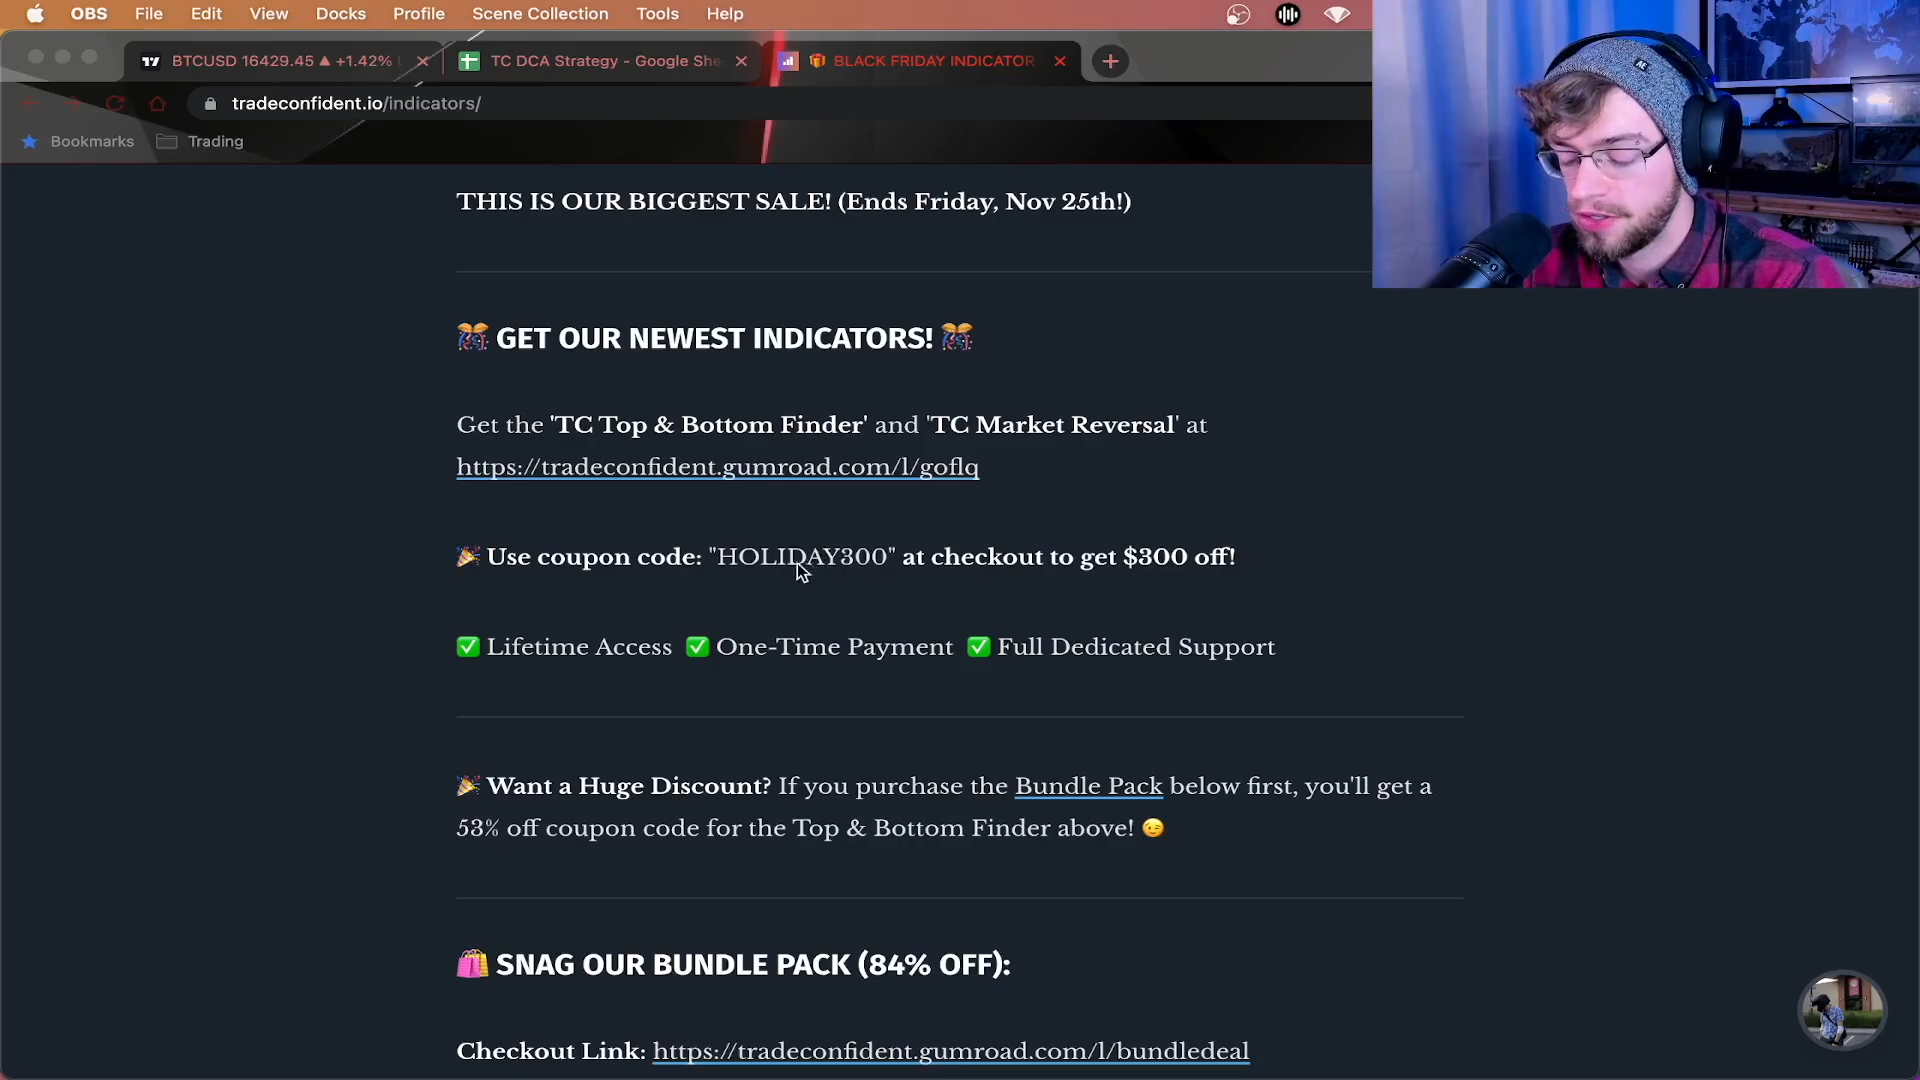 OBS File Edit View Docks Profile Scene Collection Tools Help
BTCUSD 16429.45 ▲ +1.42% TC DCA Strategy - Google She BLACK FRIDAY INDICATOR
tradeconfident.io/indicators/
Bookmarks Trading
THIS IS OUR BIGGEST SALE! (Ends Friday, Nov 25th!)
🎊 GET OUR NEWEST INDICATORS! 🎊
Get the 'TC Top & Bottom Finder' and 'TC Market Reversal' at
https://tradeconfident.gumroad.com/l/goflq
🎉 Use coupon code: "HOLIDAY300" at checkout to get $300 off!
✅ Lifetime Access ✅ One-Time Payment ✅ Full Dedicated Support
🎉 Want a Huge Discount? If you purchase the Bundle Pack below first, you'll get a
53% off coupon code for the Top & Bottom Finder above! 😉
🛍️ SNAG OUR BUNDLE PACK (84% OFF):
Checkout Link: https://tradeconfident.gumroad.com/l/bundledeal